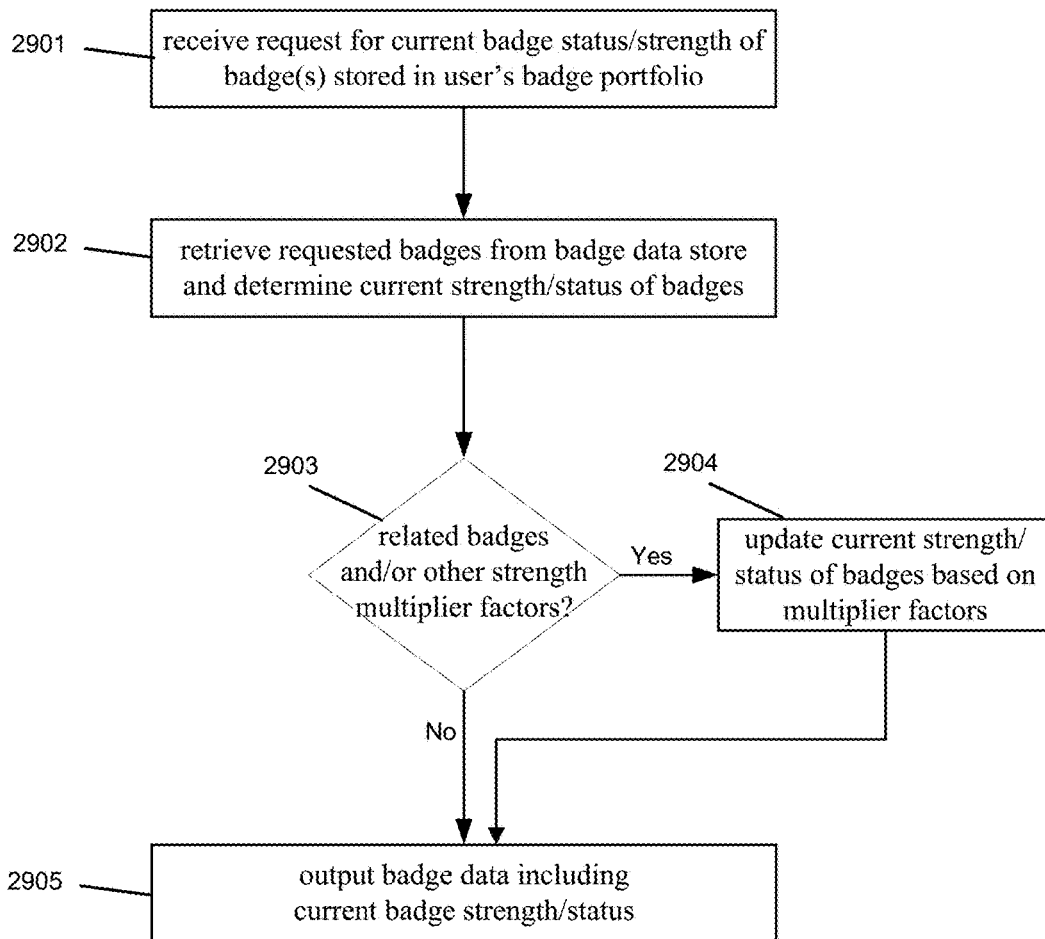 2901
receive request for current badge status/strength of
badge(s) stored in user's badge portfolio
2902
retrieve requested badges from badge data store
and determine current strength/status of badges
2903
related badges
and/or other strength
multiplier factors?
Yes
2904
update current strength/
status of badges based on
multiplier factors
No
2905
output badge data including
current badge strength/status